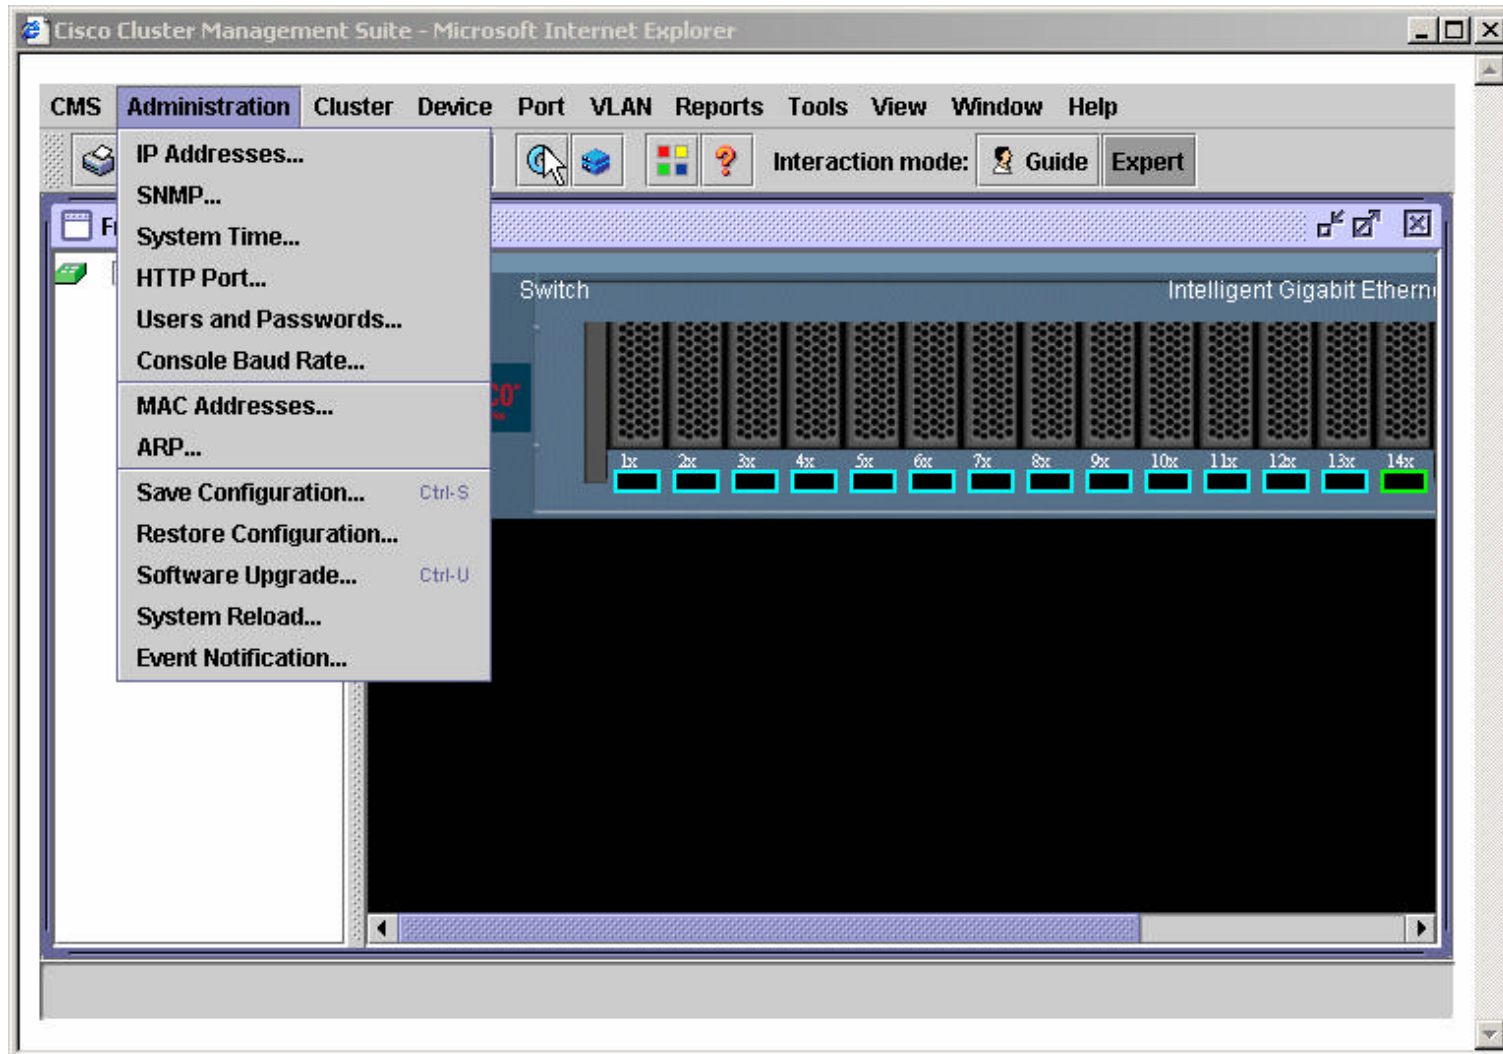 Cisco Cluster Management Suite - Microsoft Internet Explorer
CMS Administration Cluster Device Port VLAN Reports Tools View Window Help
Interaction mode: Guide Expert
IP Addresses...
SNMP...
System Time...
HTTP Port...
Users and Passwords...
Console Baud Rate...
MAC Addresses...
ARP...
Save Configuration... Ctrl-S
Restore Configuration...
Software Upgrade... Ctrl-U
System Reload...
Event Notification...
Switch
Intelligent Gigabit Ethern
1x 2x 3x 4x 5x 6x 7x 8x 9x 10x 11x 12x 13x 14x